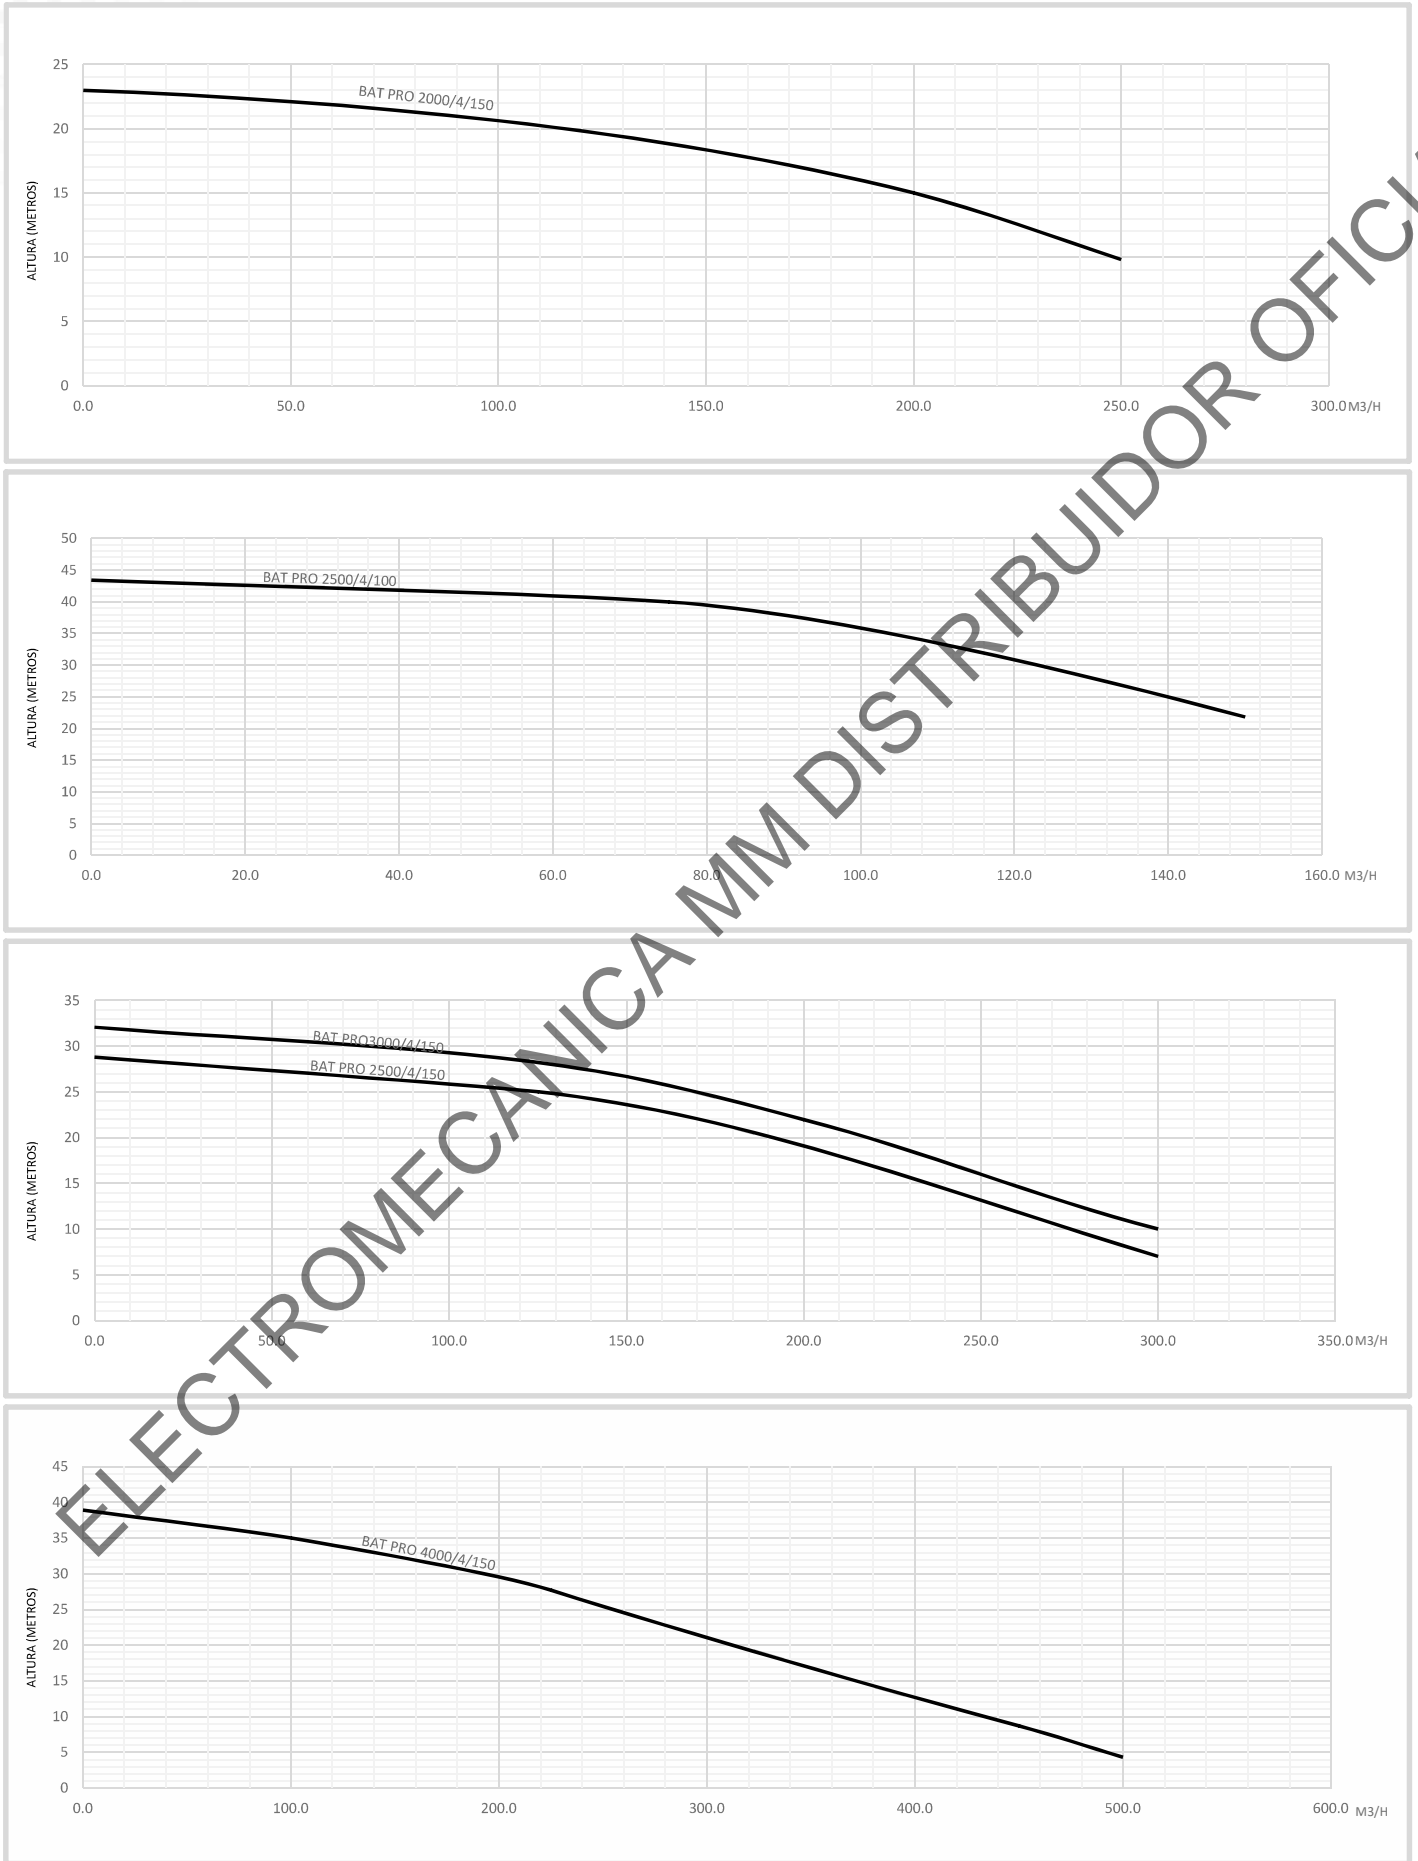 25
20
15
10
5
0
ALTURA (METROS)
BAT PRO 2000/4/150
0.0 50.0 100.0 150.0 200.0 250.0 300.0 M3/H
50
45
40
35
30
25
20
15
10
5
0
ALTURA (METROS)
BAT PRO 2500/4/100
0.0 20.0 40.0 60.0 80.0 100.0 120.0 140.0 160.0 M3/H
35
30
25
20
15
10
5
0
ALTURA (METROS)
BAT PRO3000/4/150
BAT PRO 2500/4/150
0.0 50.0 100.0 150.0 200.0 250.0 300.0 350.0 M3/H
45
40
35
30
25
20
15
10
5
0
ALTURA (METROS)
BAT PRO 4000/4/150
0.0 100.0 200.0 300.0 400.0 500.0 600.0 M3/H
ELECTROMECANICA MM DISTRIBUIDOR